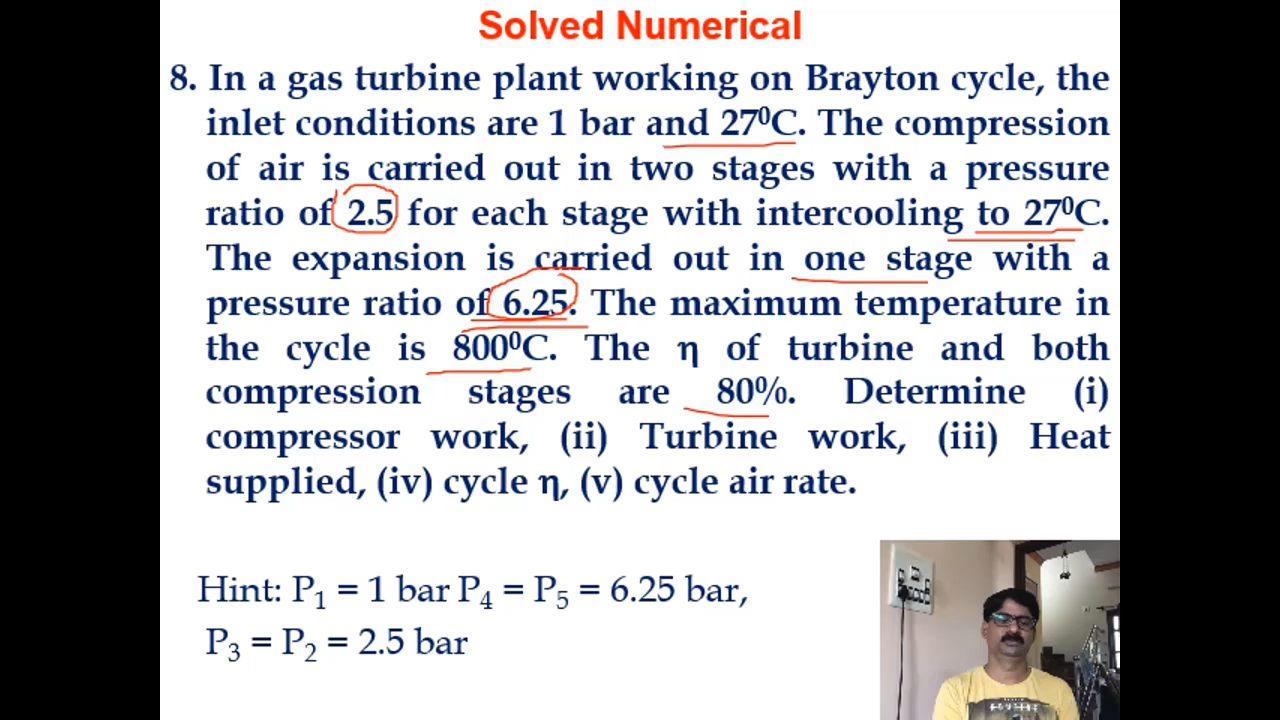 Solved Numerical
8. In a gas turbine plant working on Brayton cycle, the
inlet conditions are 1 bar and 27⁰C. The compression
of air is carried out in two stages with a pressure
ratio of 2.5 for each stage with intercooling to 27⁰C.
The expansion is carried out in one stage with a
pressure ratio of 6.25. The maximum temperature in
the cycle is 800⁰C. The η of turbine and both
compression stages are 80%. Determine (i)
compressor work, (ii) Turbine work, (iii) Heat
supplied, (iv) cycle η, (v) cycle air rate.
Hint: P₁ = 1 bar P₄ = P₅ = 6.25 bar,
P₃ = P₂ = 2.5 bar